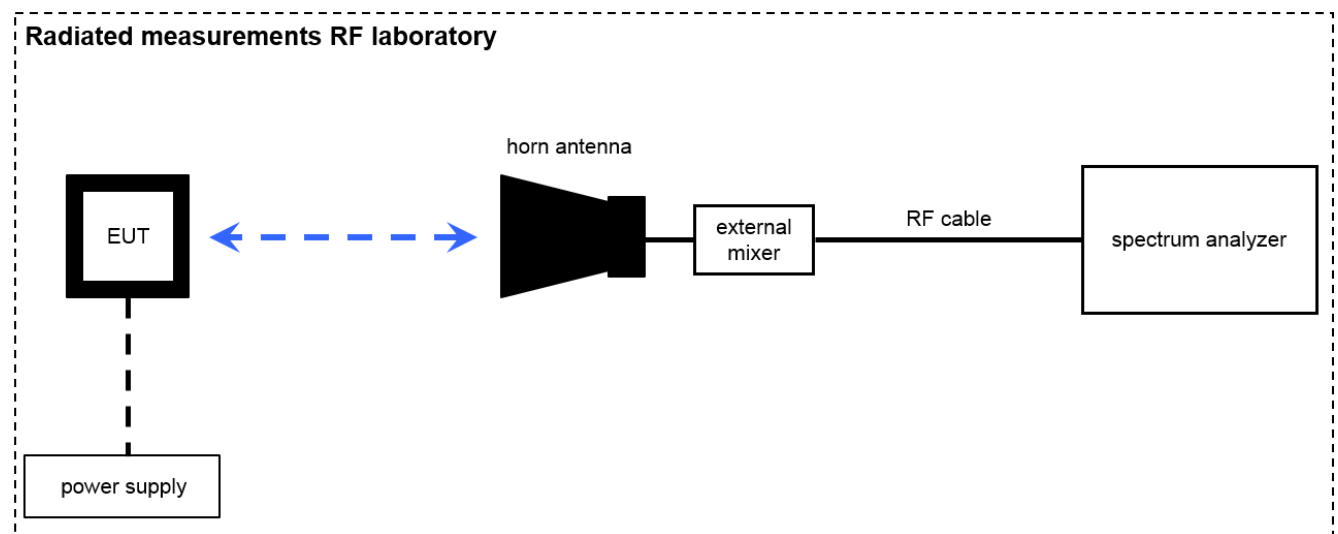 Radiated measurements RF laboratory
horn antenna
EUT
external
mixer
RF cable
spectrum analyzer
power supply